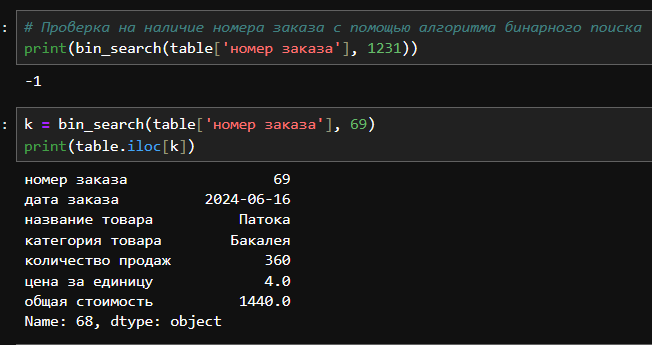 :
# Проверка на наличие номера заказа с помощью алгоритма бинарного поиска
print(bin_search(table['номер заказа'], 1231))
-1
:
k = bin_search(table['номер заказа'], 69)
print(table.iloc[k])
номер заказа 69
дата заказа 2024-06-16
название товара Патока
категория товара Бакалея
количество продаж 360
цена за единицу 4.0
общая стоимость 1440.0
Name: 68, dtype: object